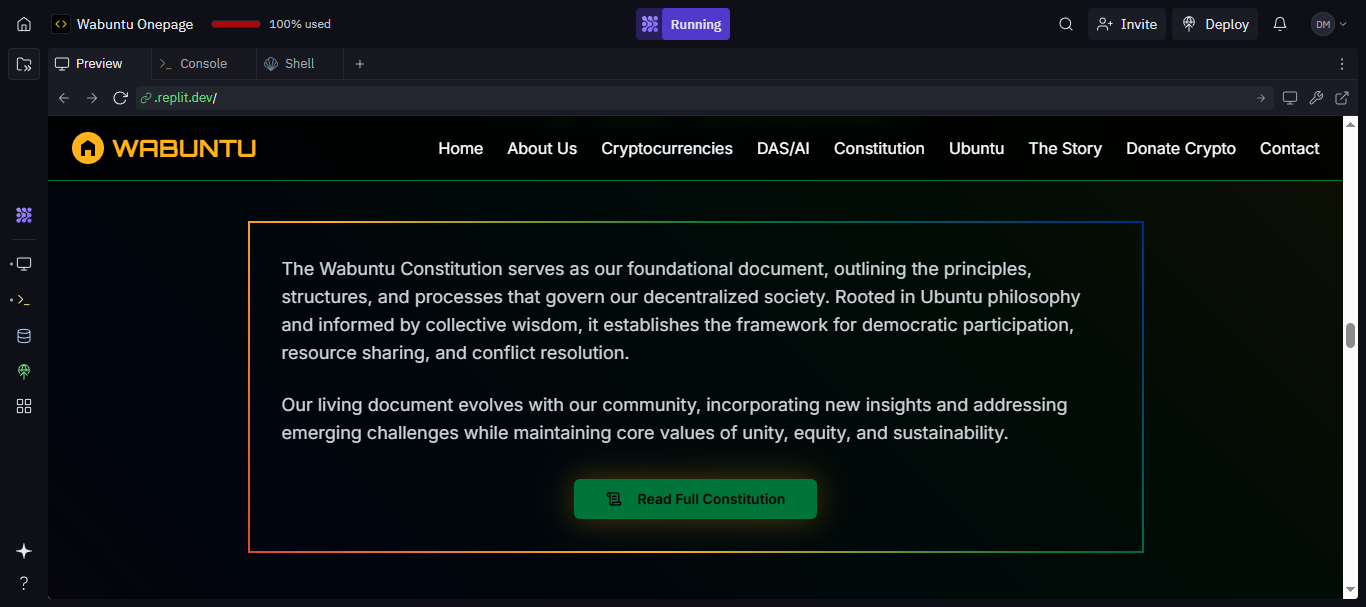 Wabuntu Onepage 100% used Running Invite Deploy DM
Preview Console Shell
.replit.dev/
WABUNTU Home About Us Cryptocurrencies DAS/AI Constitution Ubuntu The Story Donate Crypto Contact
The Wabuntu Constitution serves as our foundational document, outlining the principles,
structures, and processes that govern our decentralized society. Rooted in Ubuntu philosophy
and informed by collective wisdom, it establishes the framework for democratic participation,
resource sharing, and conflict resolution.
Our living document evolves with our community, incorporating new insights and addressing
emerging challenges while maintaining core values of unity, equity, and sustainability.
Read Full Constitution